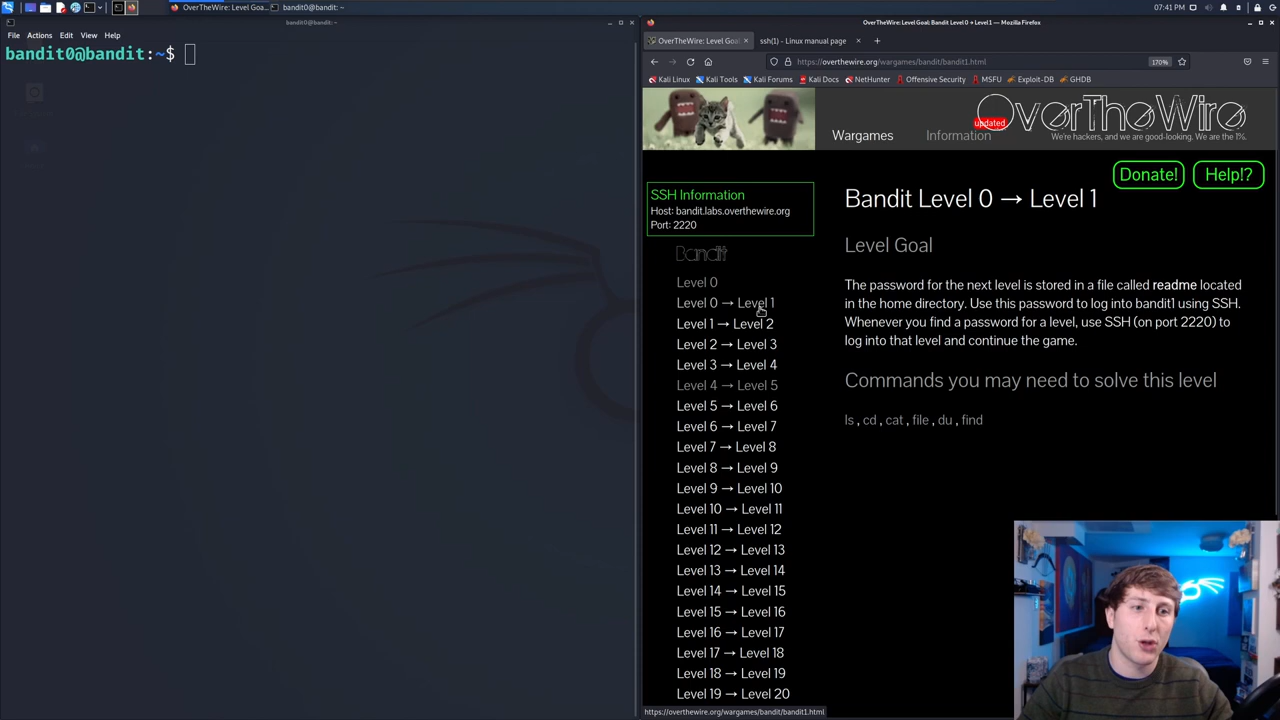 OverTheWire: Level Goa...
bandit0@bandit: ~
07:41 PM
bandit0@bandit: ~
File Actions Edit View Help
bandit0@bandit:~$
OverTheWire: Level Goal: Bandit Level 0 → Level 1 — Mozilla Firefox
OverTheWire: Level Goal
ssh(1) - Linux manual page
https://overthewire.org/wargames/bandit/bandit1.html
170%
Kali Linux Kali Tools Kali Forums Kali Docs NetHunter Offensive Security MSFU Exploit-DB GHDB
OverTheWire
updated
We're hackers, and we are good-looking. We are the 1%.
Wargames Information
Donate! Help!?
SSH Information
Host: bandit.labs.overthewire.org
Port: 2220
Bandit
Level 0
Level 0 → Level 1
Level 1 → Level 2
Level 2 → Level 3
Level 3 → Level 4
Level 4 → Level 5
Level 5 → Level 6
Level 6 → Level 7
Level 7 → Level 8
Level 8 → Level 9
Level 9 → Level 10
Level 10 → Level 11
Level 11 → Level 12
Level 12 → Level 13
Level 13 → Level 14
Level 14 → Level 15
Level 15 → Level 16
Level 16 → Level 17
Level 17 → Level 18
Level 18 → Level 19
Level 19 → Level 20
Bandit Level 0 → Level 1
Level Goal
The password for the next level is stored in a file called readme located
in the home directory. Use this password to log into bandit1 using SSH.
Whenever you find a password for a level, use SSH (on port 2220) to
log into that level and continue the game.
Commands you may need to solve this level
ls , cd , cat , file , du , find
https://overthewire.org/wargames/bandit/bandit1.html